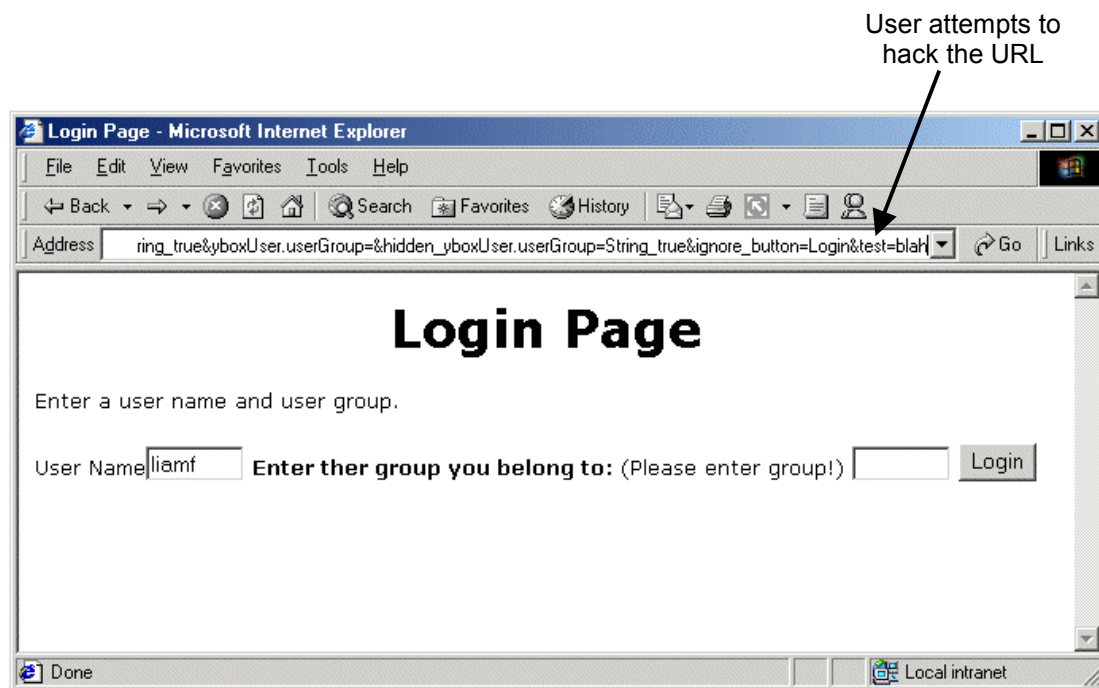 User attempts to
hack the URL
Login Page - Microsoft Internet Explorer
File Edit View Favorites Tools Help
Back Search Favorites History
Address ring_true&yboxUser.userGroup=&hidden_yboxUser.userGroup=String_true&ignore_button=Login&test=blah Go Links
Login Page
Enter a user name and user group.
User Name liamf Enter ther group you belong to: (Please enter group!) Login
Done Local intranet